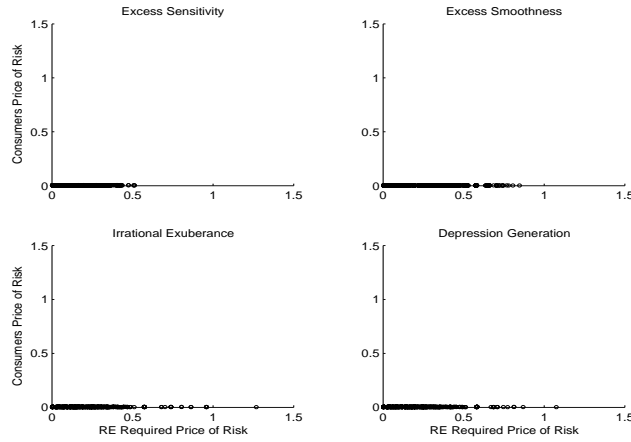 Excess Sensitivity
Excess Smoothness
1.5
1
0.5
0
Consumers Price of Risk
0 0.5 1 1.5
1.5
1
0.5
0
0 0.5 1 1.5
Irrational Exuberance
Depression Generation
1.5
1
0.5
0
Consumers Price of Risk
0 0.5 1 1.5
RE Required Price of Risk
1.5
1
0.5
0
0 0.5 1 1.5
RE Required Price of Risk